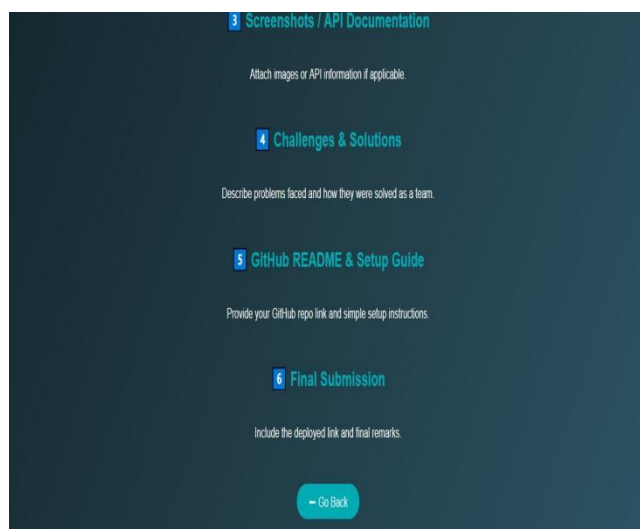 3 Screenshots / API Documentation
Attach images or API information if applicable.
4 Challenges & Solutions
Describe problems faced and how they were solved as a team.
5 GitHub README & Setup Guide
Provide your GitHub repo link and simple setup instructions.
6 Final Submission
Include the deployed link and final remarks.
Go Back